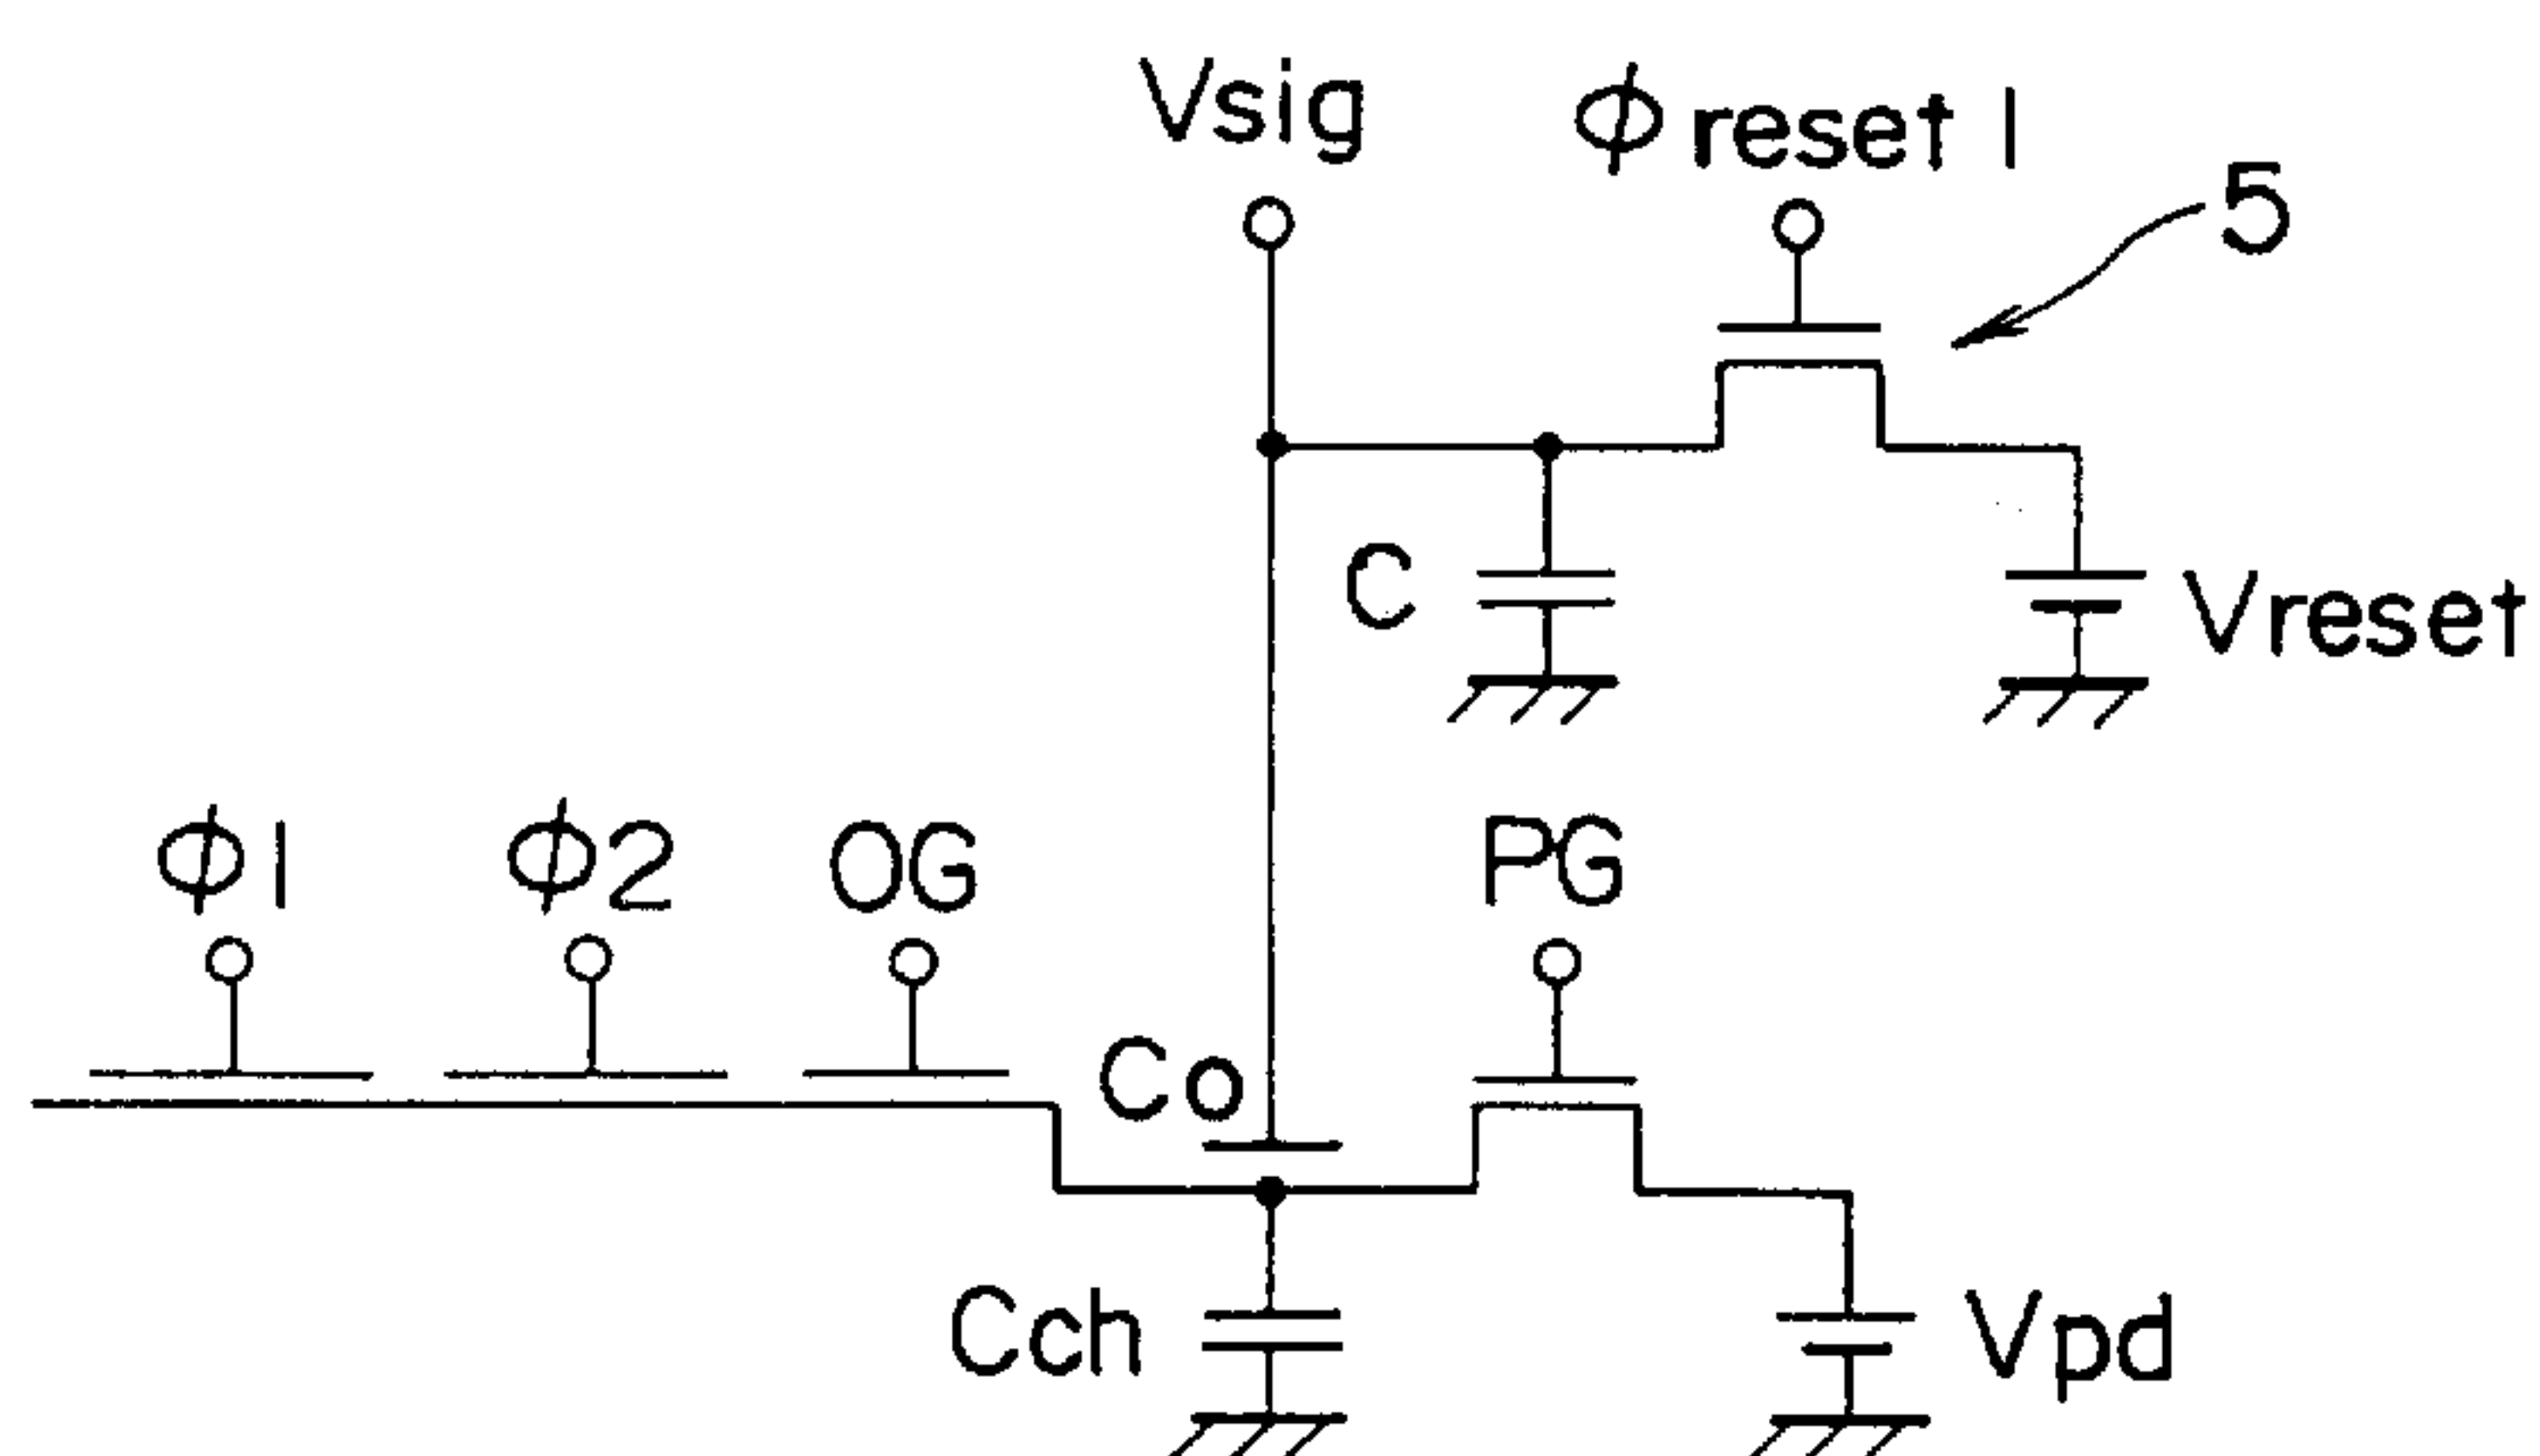 Vsig
φ reset 1
5
C
Vreset
φ1
φ2
OG
PG
Co
Cch
Vpd